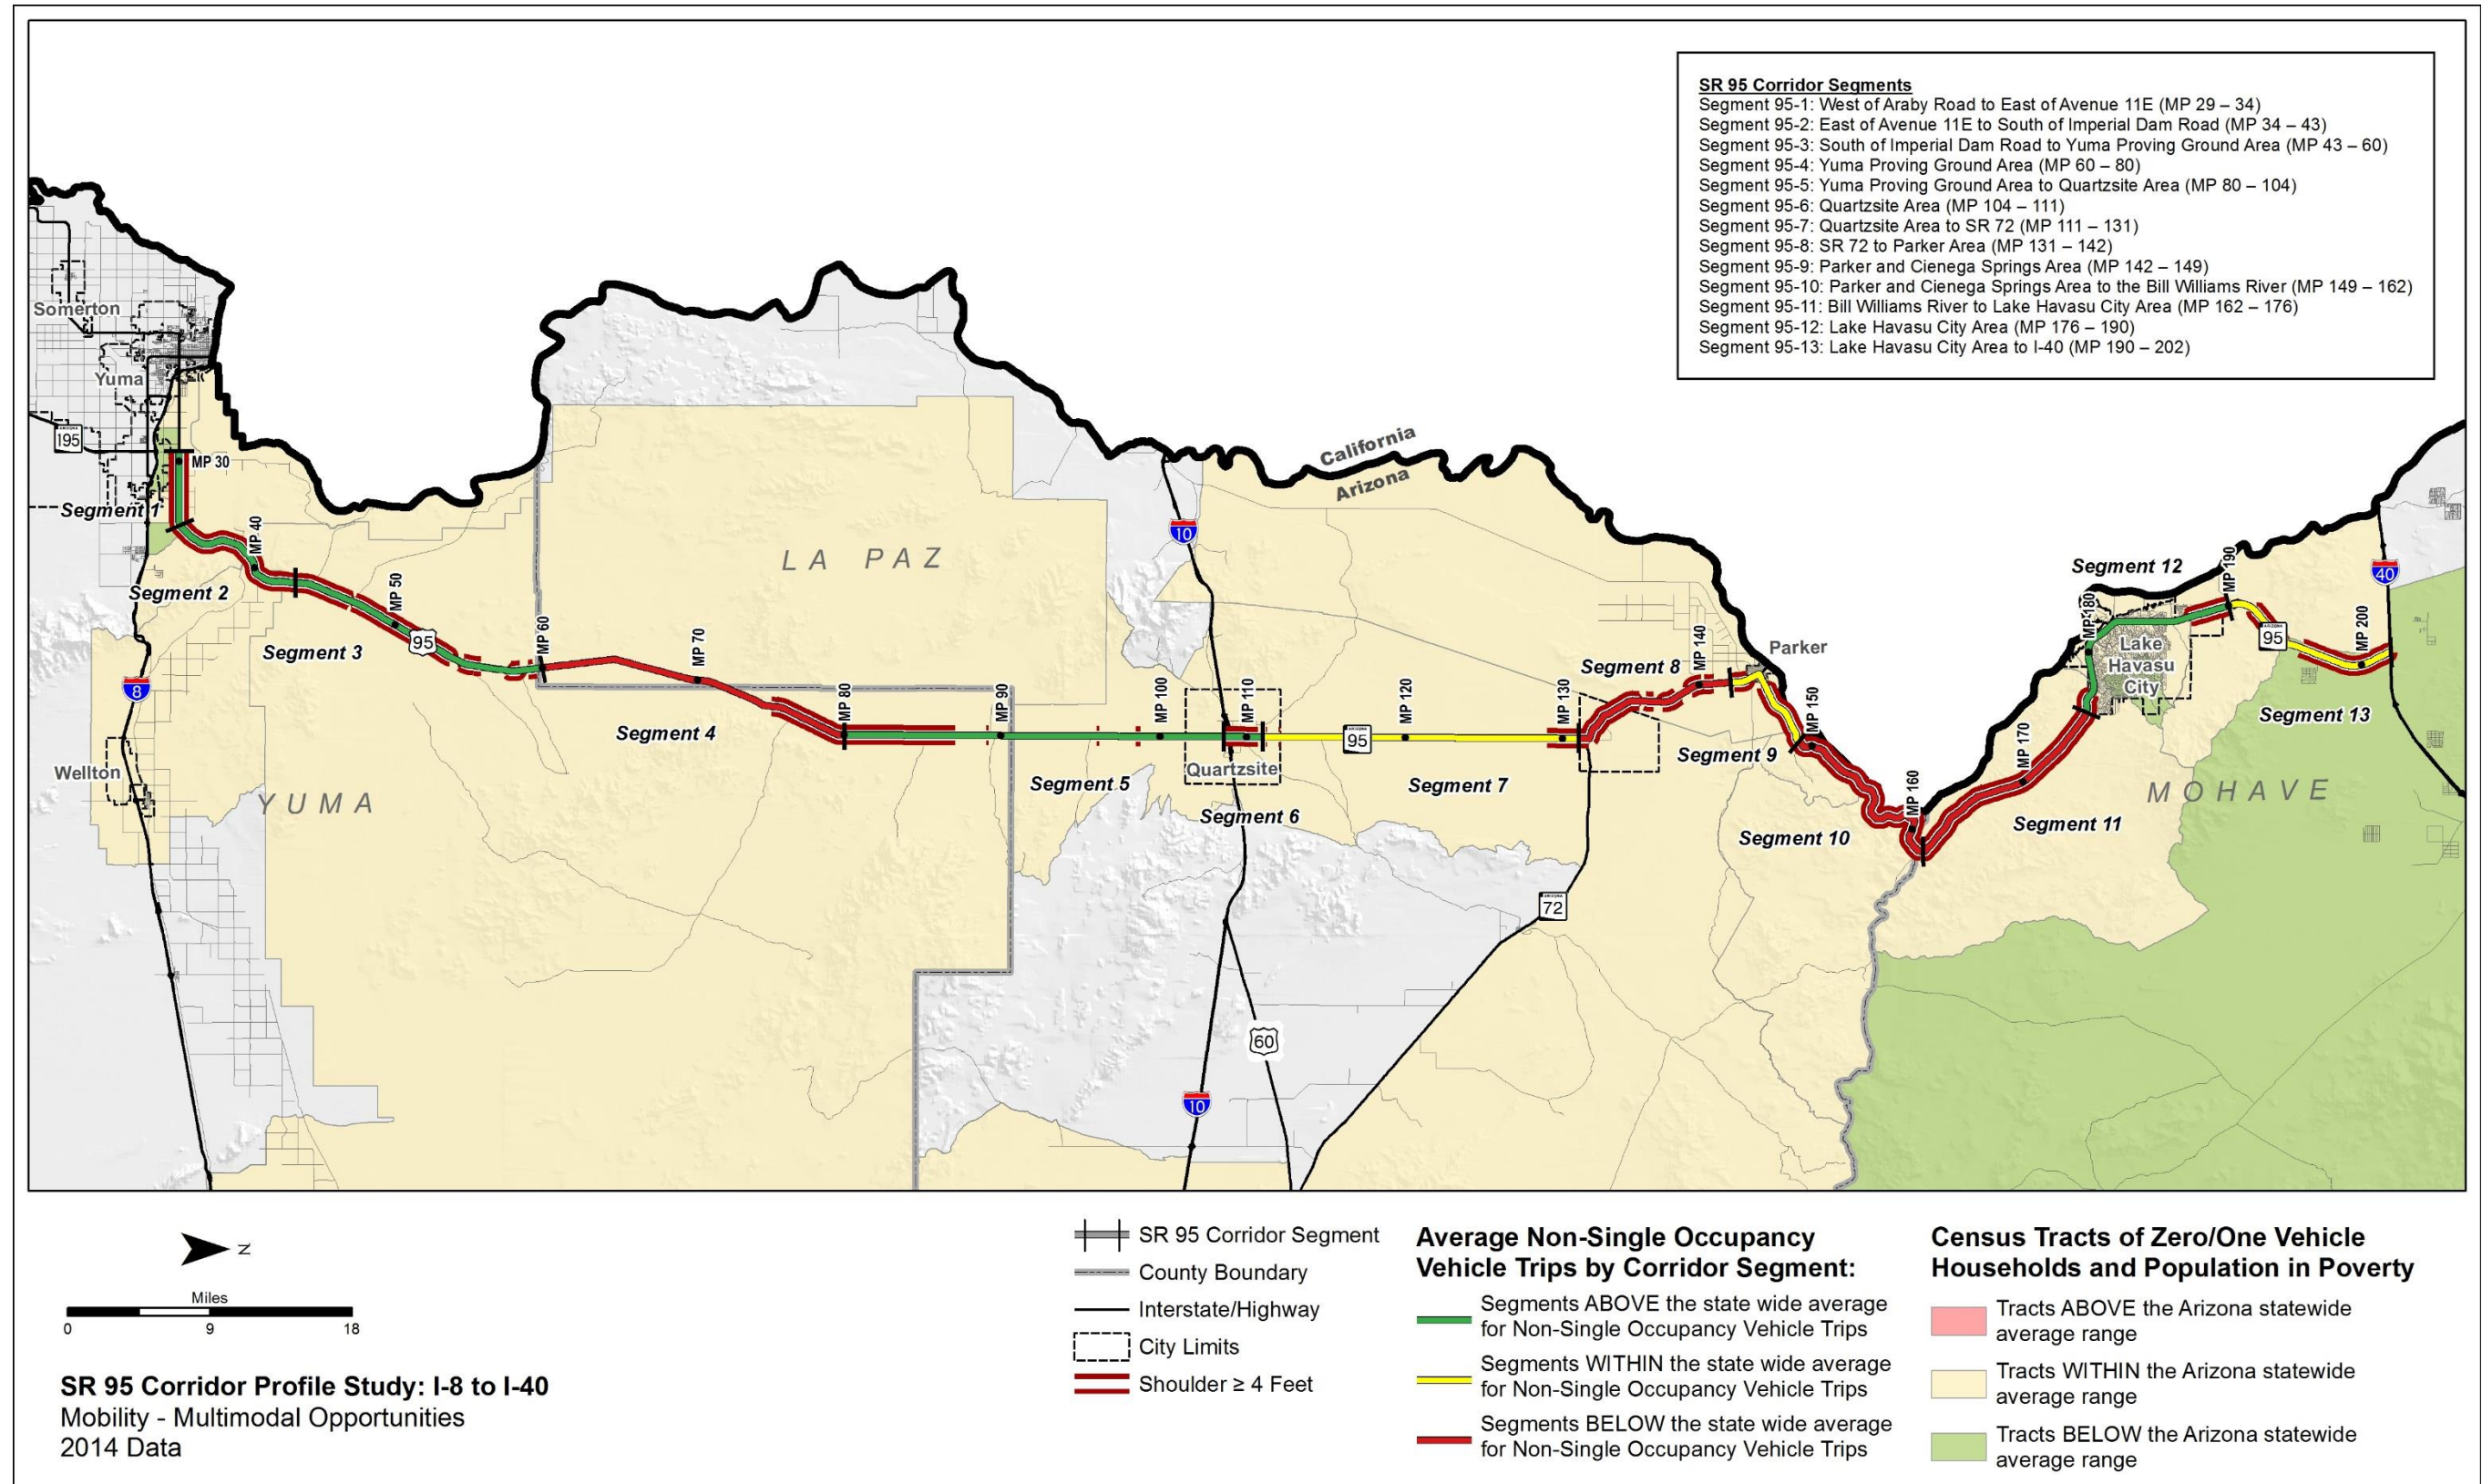 SR 95 Corridor Segments
Segment 95-1: West of Araby Road to East of Avenue 11E (MP 29 – 34)
Segment 95-2: East of Avenue 11E to South of Imperial Dam Road (MP 34 – 43)
Segment 95-3: South of Imperial Dam Road to Yuma Proving Ground Area (MP 43 – 60)
Segment 95-4: Yuma Proving Ground Area (MP 60 – 80)
Segment 95-5: Yuma Proving Ground Area to Quartzsite Area (MP 80 – 104)
Segment 95-6: Quartzsite Area (MP 104 – 111)
Segment 95-7: Quartzsite Area to SR 72 (MP 111 – 131)
Segment 95-8: SR 72 to Parker Area (MP 131 – 142)
Segment 95-9: Parker and Cienega Springs Area (MP 142 – 149)
Segment 95-10: Parker and Cienega Springs Area to the Bill Williams River (MP 149 – 162)
Segment 95-11: Bill Williams River to Lake Havasu City Area (MP 162 – 176)
Segment 95-12: Lake Havasu City Area (MP 176 – 190)
Segment 95-13: Lake Havasu City Area to I-40 (MP 190 – 202)
Somerton
Yuma
ARIZONA
195
MP 30
Segment 1
MP 40
Segment 2
MP 50
95
Segment 3
8
Wellton
YUMA
MP 60
LA PAZ
MP 70
Segment 4
MP 80
MP 90
Segment 5
MP 100
10
MP 110
Quartzsite
Segment 6
California
Arizona
MP 120
ARIZONA
95
Segment 7
MP 130
ARIZONA
72
60
10
Segment 8
MP 140
Parker
Segment 9
MP 150
Segment 10
MP 160
MP 170
Segment 11
MOHAVE
Segment 12
MP 180
MP 190
Lake
Havasu
City
ARIZONA
95
MP 200
40
Segment 13
N
Miles
0 9 18
SR 95 Corridor Profile Study: I-8 to I-40
Mobility - Multimodal Opportunities
2014 Data
SR 95 Corridor Segment
County Boundary
Interstate/Highway
City Limits
Shoulder ≥ 4 Feet
Average Non-Single Occupancy
Vehicle Trips by Corridor Segment:
Segments ABOVE the state wide average
for Non-Single Occupancy Vehicle Trips
Segments WITHIN the state wide average
for Non-Single Occupancy Vehicle Trips
Segments BELOW the state wide average
for Non-Single Occupancy Vehicle Trips
Census Tracts of Zero/One Vehicle
Households and Population in Poverty
Tracts ABOVE the Arizona statewide
average range
Tracts WITHIN the Arizona statewide
average range
Tracts BELOW the Arizona statewide
average range